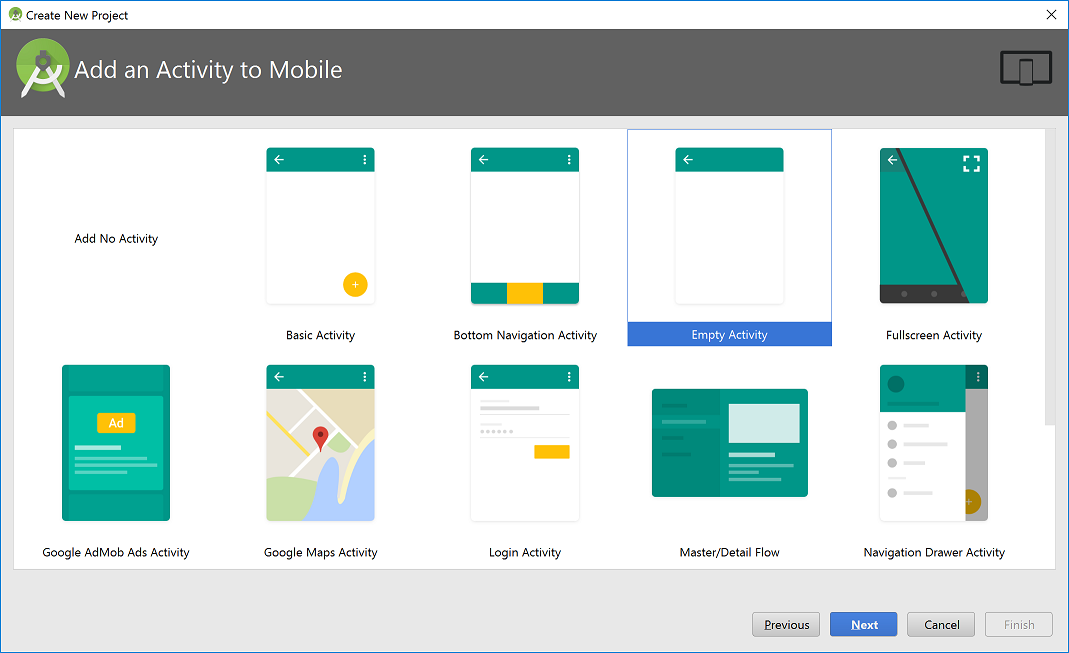 Create New Project
Add an Activity to Mobile
Add No Activity
Basic Activity
Bottom Navigation Activity
Empty Activity
Fullscreen Activity
Ad
Google AdMob Ads Activity
Google Maps Activity
Login Activity
Master/Detail Flow
Navigation Drawer Activity
Previous
Next
Cancel
Finish